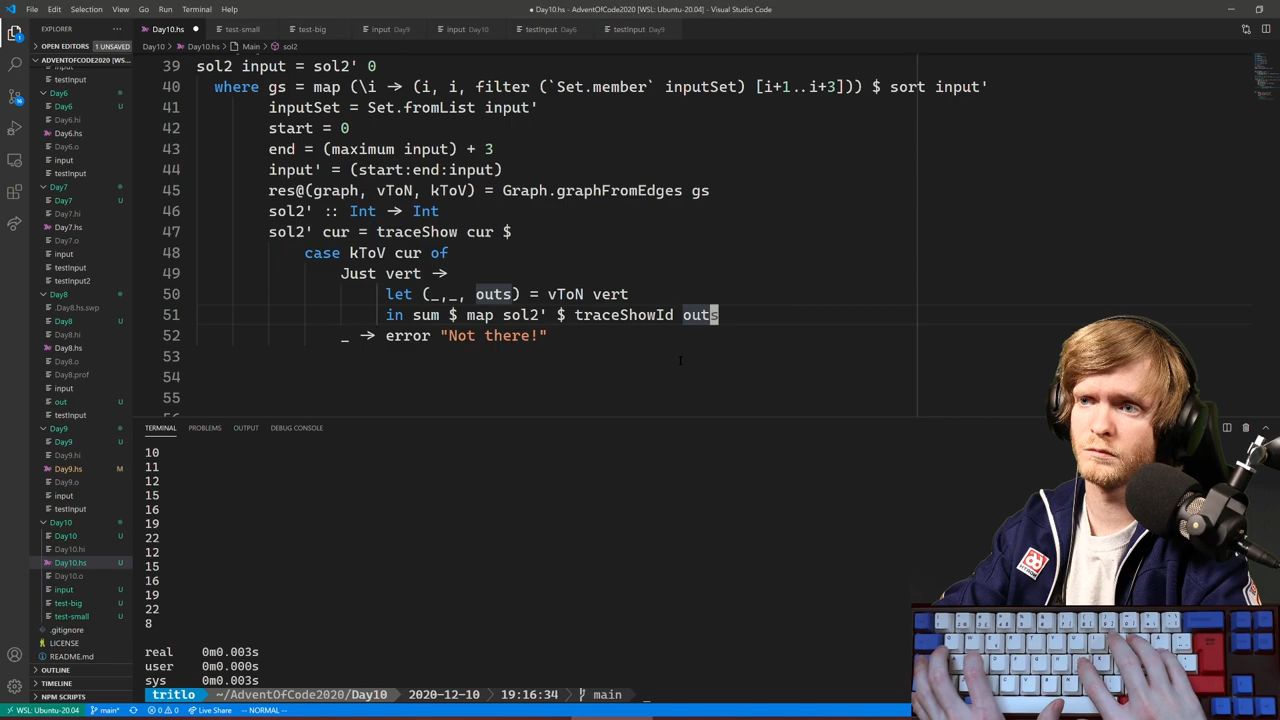 File Edit Selection View Go Run Terminal Help
● Day10.hs - AdventOfCode2020 [WSL: Ubuntu-20.04] - Visual Studio Code
EXPLORER
Day10.hs test-small test-big input Day9 input Day10 testInput Day6 testInput Day9
OPEN EDITORS 1 UNSAVED
Day10 > Day10.hs > Main > sol2
ADVENTOFCODE2020 [WS...
testInput
Day6
Day6 U
Day6.hi
Day6.hs
Day6.o
input
testInput
Day7
Day7 U
Day7.hi
Day7.hs
Day7.o
input
testInput
testInput2
Day8
.Day8.hs.swp
Day8 U
Day8.hi
Day8.hs
Day8.o
Day8.prof
input
out U
testInput
Day9
Day9 U
Day9.hi
Day9.hs M
Day9.o
input
testInput
Day10
Day10 U
Day10.hi
Day10.hs U
Day10.o
input U
test-big U
test-small U
.gitignore
LICENSE
README.md
OUTLINE
TIMELINE
NPM SCRIPTS
39 sol2 input = sol2' 0
40 where gs = map (\i -> (i, i, filter (`Set.member` inputSet) [i+1..i+3])) $ sort input'
41 inputSet = Set.fromList input'
42 start = 0
43 end = (maximum input) + 3
44 input' = (start:end:input)
45 res@(graph, vToN, kToV) = Graph.graphFromEdges gs
46 sol2' :: Int -> Int
47 sol2' cur = traceShow cur $
48 case kToV cur of
49 Just vert ->
50 let (_,_, outs) = vToN vert
51 in sum $ map sol2' $ traceShowId outs
52 _ -> error "Not there!"
53
54
55
TERMINAL PROBLEMS OUTPUT DEBUG CONSOLE
10
11
12
15
16
19
22
12
15
16
19
22
8
real 0m0.003s
user 0m0.000s
sys 0m0.003s
tritlo ~/AdventOfCode2020/Day10 2020-12-10 19:16:34 main
WSL: Ubuntu-20.04 main* 0 0 Live Share -- NORMAL --